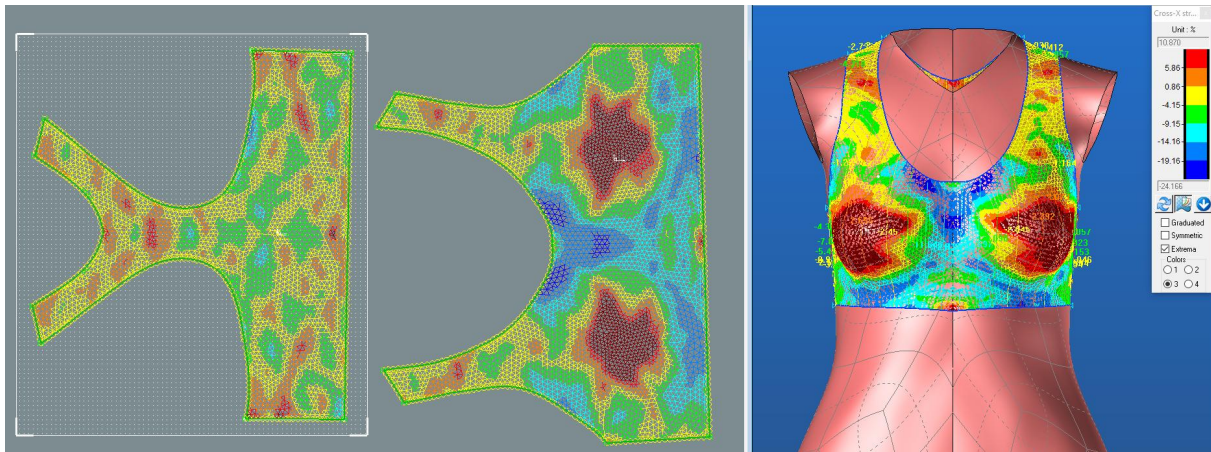 Cross-X str...
Unit : %
10.870
5.86
0.86
-4.15
-9.15
-14.16
-19.16
-24.166
Graduated
Symmetric
Extrema
Colors
1
2
3
4